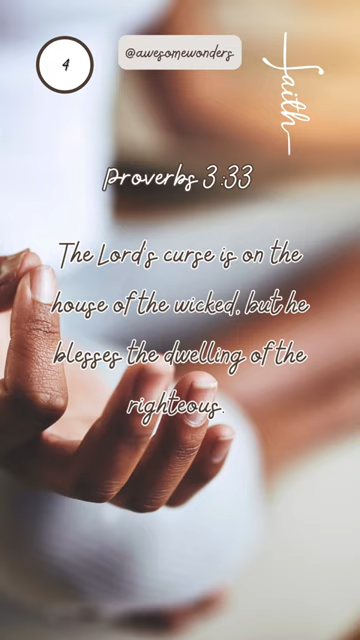 4
@awesomewonders
faith
Proverbs 3:33
The Lord's curse is on the
house of the wicked, but he
blesses the dwelling of the
righteous.